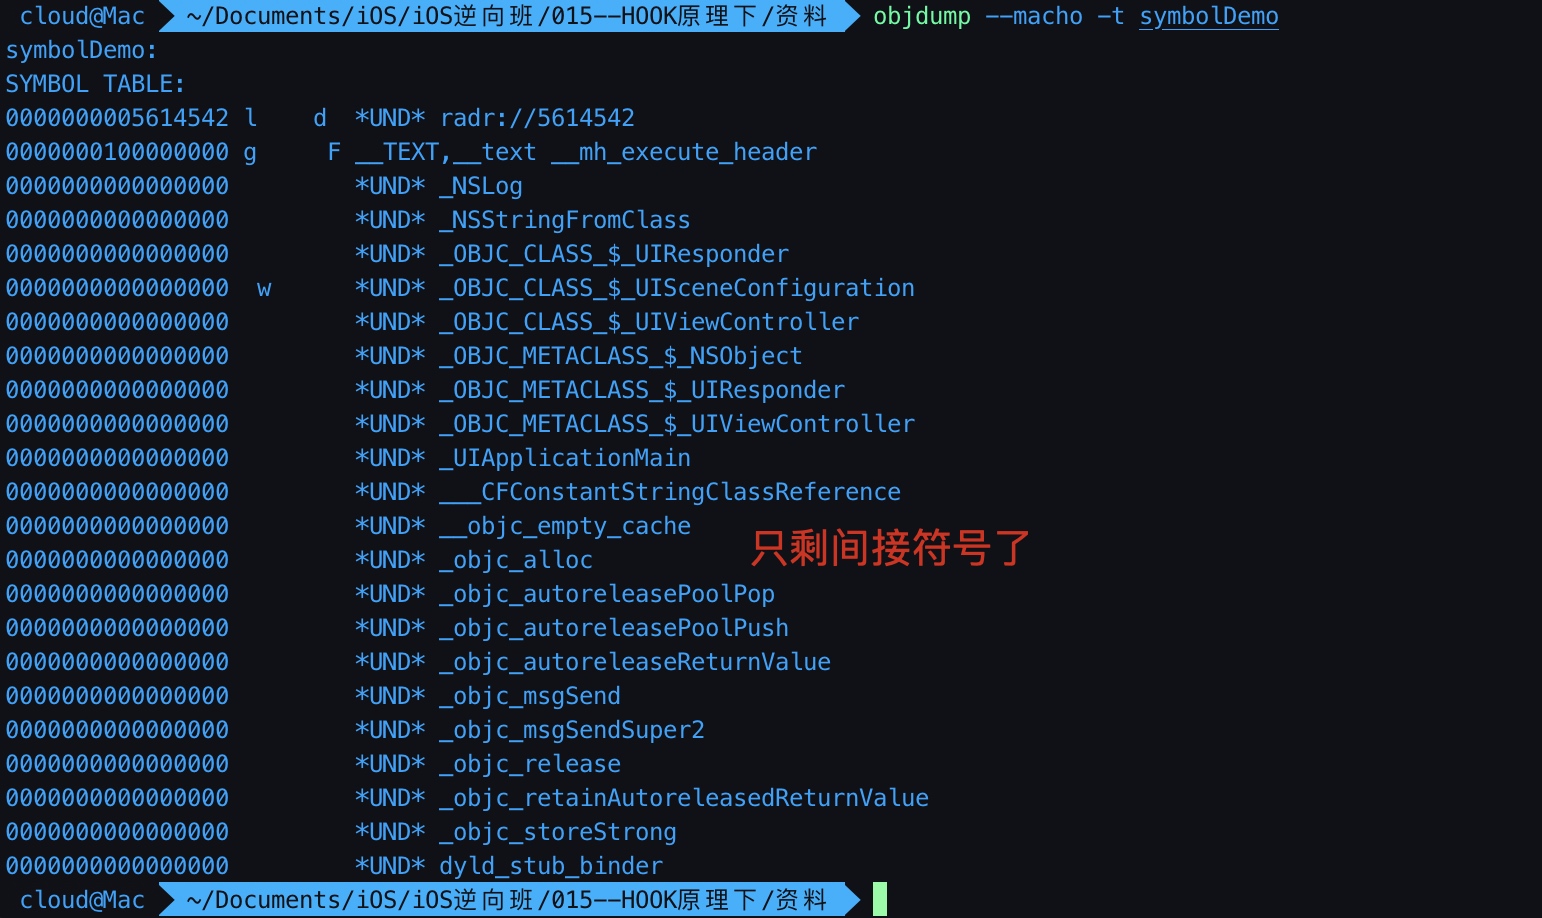 cloud@Mac ~/Documents/iOS/iOS逆向班/015--HOOK原理下/资料 objdump --macho -t symbolDemo
symbolDemo:
SYMBOL TABLE:
0000000005614542 l    d  *UND* radr://5614542
0000000100000000 g     F __TEXT,__text __mh_execute_header
0000000000000000         *UND* _NSLog
0000000000000000         *UND* _NSStringFromClass
0000000000000000         *UND* _OBJC_CLASS_$_UIResponder
0000000000000000  w      *UND* _OBJC_CLASS_$_UISceneConfiguration
0000000000000000         *UND* _OBJC_CLASS_$_UIViewController
0000000000000000         *UND* _OBJC_METACLASS_$_NSObject
0000000000000000         *UND* _OBJC_METACLASS_$_UIResponder
0000000000000000         *UND* _OBJC_METACLASS_$_UIViewController
0000000000000000         *UND* _UIApplicationMain
0000000000000000         *UND* ___CFConstantStringClassReference
0000000000000000         *UND* __objc_empty_cache
只剩间接符号了
0000000000000000         *UND* _objc_alloc
0000000000000000         *UND* _objc_autoreleasePoolPop
0000000000000000         *UND* _objc_autoreleasePoolPush
0000000000000000         *UND* _objc_autoreleaseReturnValue
0000000000000000         *UND* _objc_msgSend
0000000000000000         *UND* _objc_msgSendSuper2
0000000000000000         *UND* _objc_release
0000000000000000         *UND* _objc_retainAutoreleasedReturnValue
0000000000000000         *UND* _objc_storeStrong
0000000000000000         *UND* dyld_stub_binder
cloud@Mac ~/Documents/iOS/iOS逆向班/015--HOOK原理下/资料